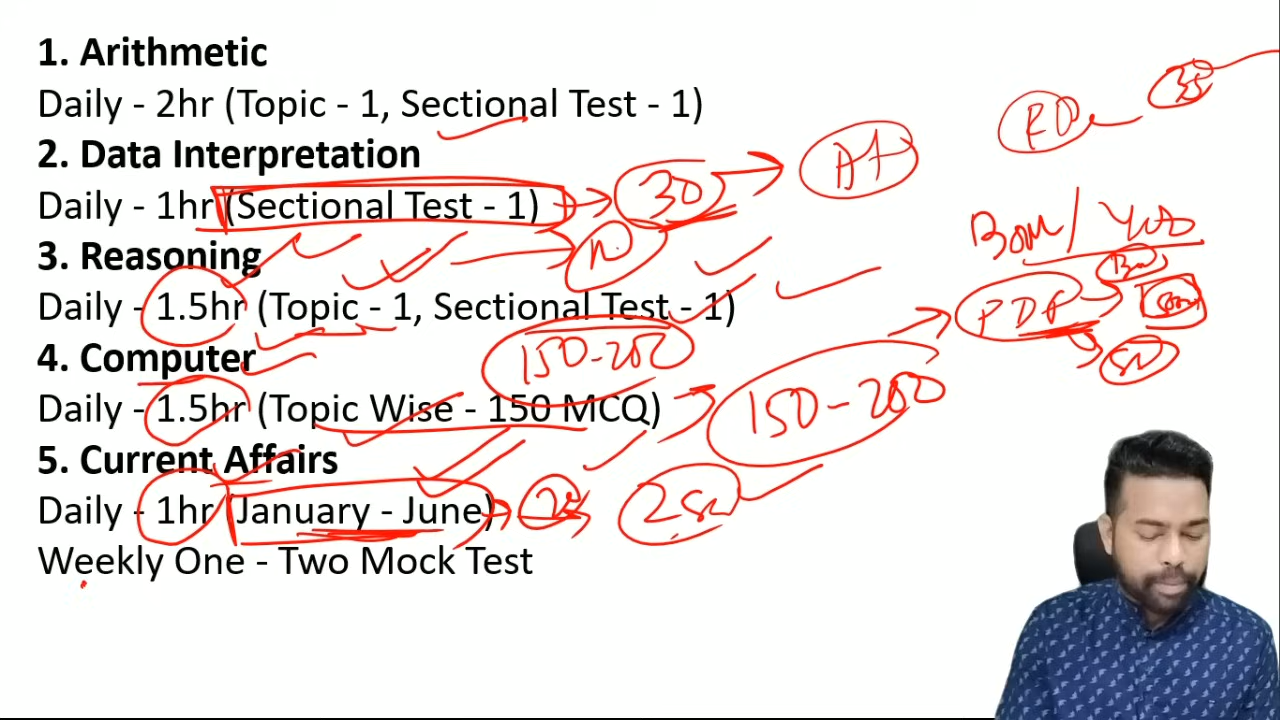 1. Arithmetic
Daily - 2hr (Topic - 1, Sectional Test - 1)
2. Data Interpretation
Daily - 1hr (Sectional Test - 1)
30
3. Reasoning
Daily - 1.5hr (Topic - 1, Sectional Test - 1)
150-200
4. Computer
Daily - 1.5hr (Topic Wise - 150 MCQ)
150-200
PDF
5. Current Affairs
Daily - 1hr (January - June)
Weekly One - Two Mock Test
35